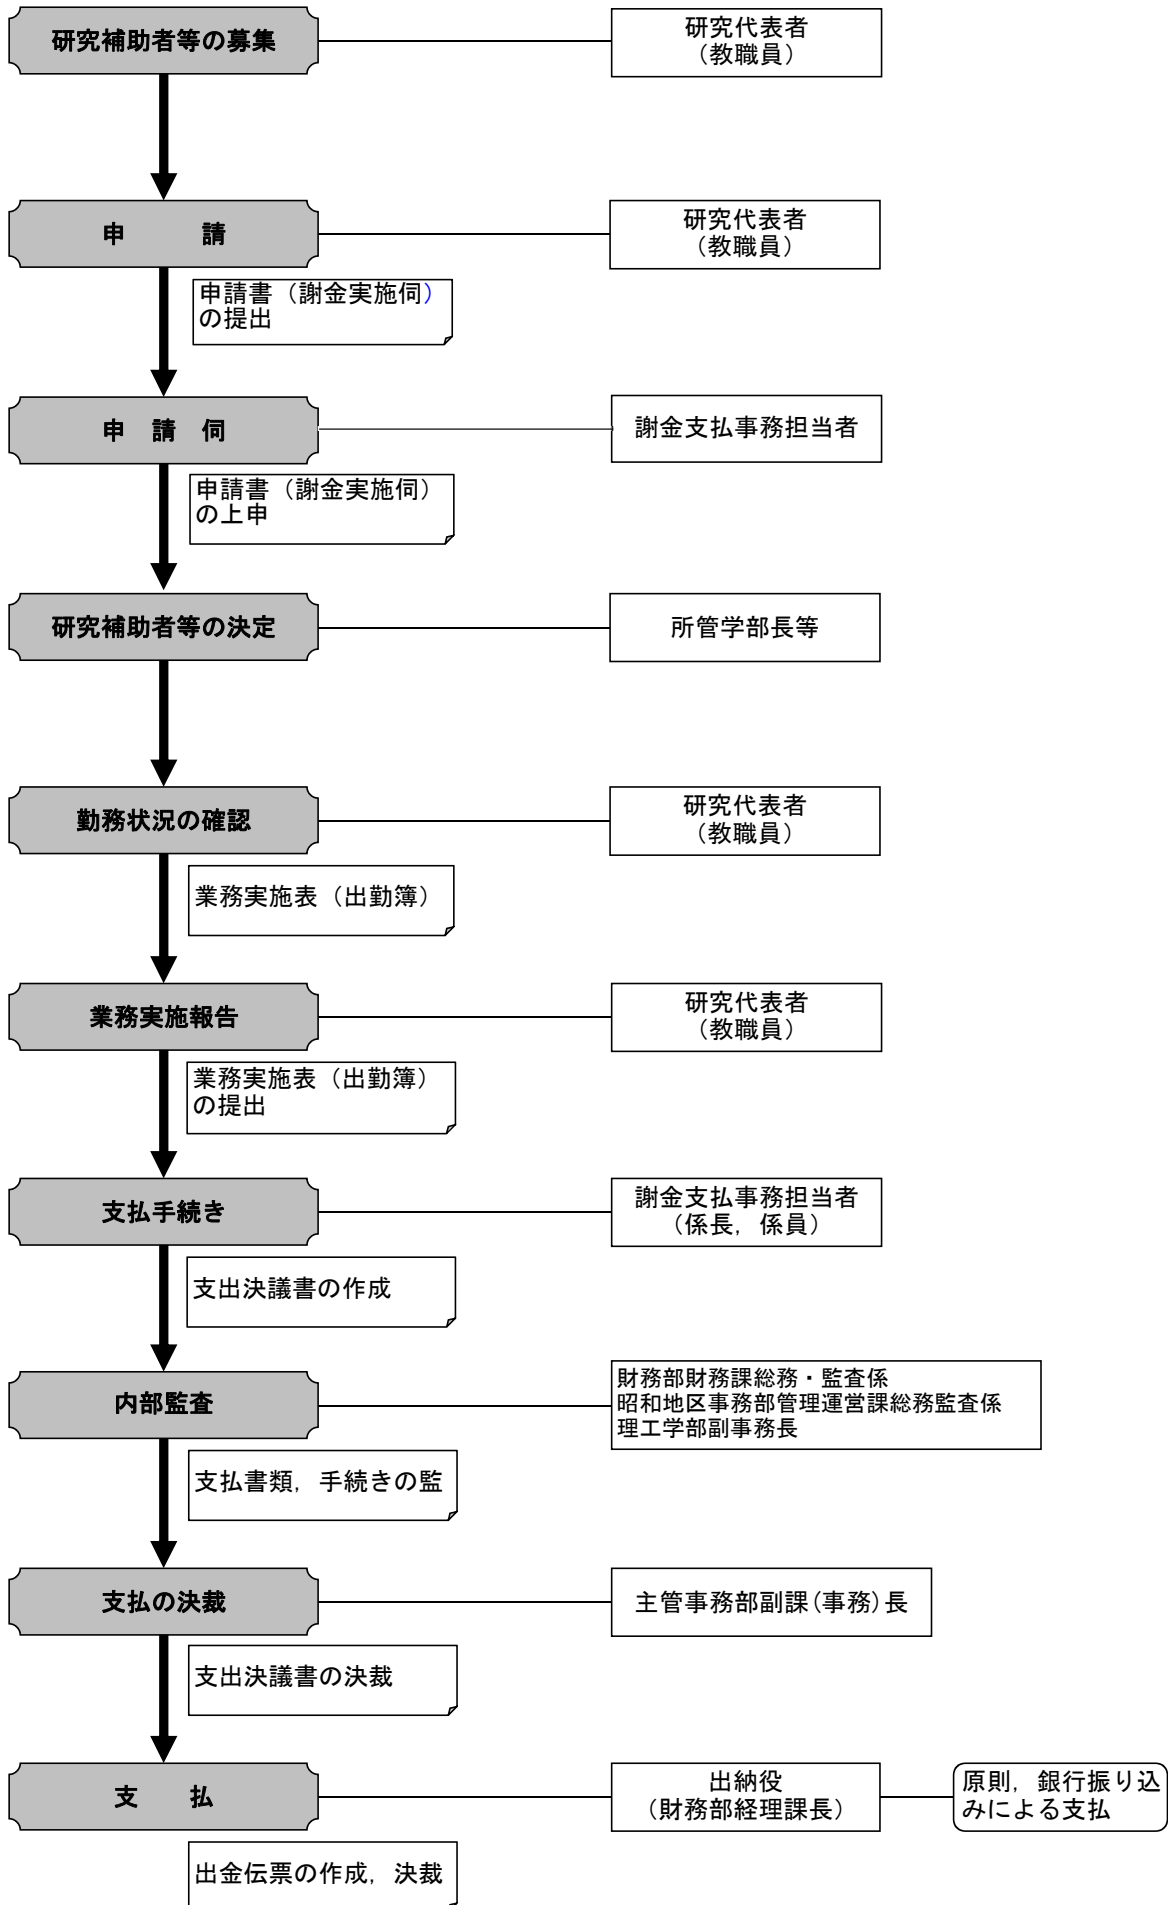 研究補助者等の募集
研究代表者
（教職員）
申　　　請
研究代表者
（教職員）
申請書（謝金実施伺）
の提出
申　請　伺
謝金支払事務担当者
申請書（謝金実施伺）
の上申
研究補助者等の決定
所管学部長等
勤務状況の確認
研究代表者
（教職員）
業務実施表（出勤簿）
業務実施報告
研究代表者
（教職員）
業務実施表（出勤簿）
の提出
支払手続き
謝金支払事務担当者
（係長，係員）
支出決議書の作成
内部監査
財務部財務課総務・監査係
昭和地区事務部管理運営課総務監査係
理工学部副事務長
支払書類，手続きの監
支払の決裁
主管事務部副課(事務)長
支出決議書の決裁
支　　払
出納役
（財務部経理課長）
原則，銀行振り込
みによる支払
出金伝票の作成，決裁